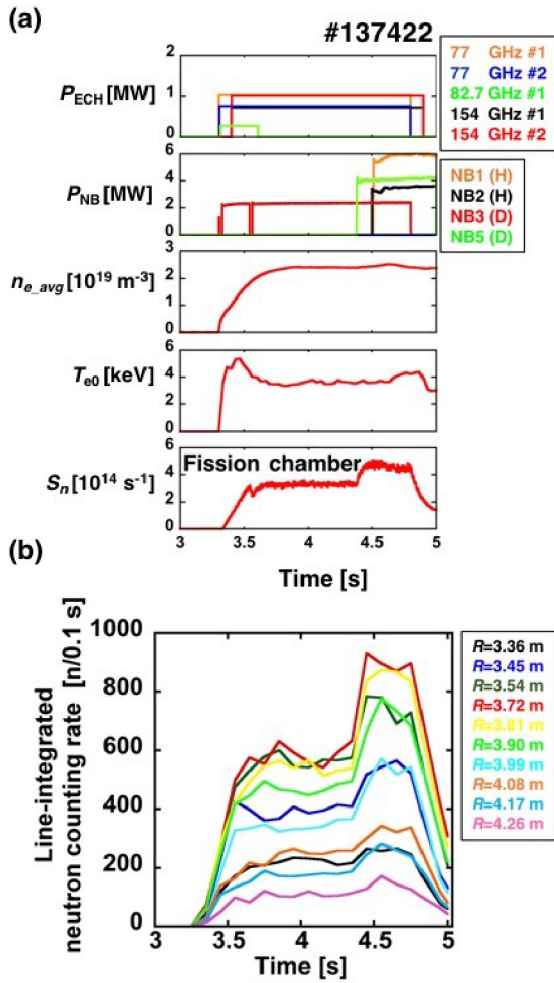 (a)
#137422
P_ECH [MW]
2
1
0
77 GHz #1
77 GHz #2
82.7 GHz #1
154 GHz #1
154 GHz #2
P_NB [MW]
6
4
2
0
NB1 (H)
NB2 (H)
NB3 (D)
NB5 (D)
n_e_avg [10^19 m^-3]
3
2
1
0
T_e0 [keV]
6
4
2
0
S_n [10^14 s^-1]
Fission chamber
6
4
2
0
3 3.5 4 4.5 5
Time [s]
(b)
Line-integrated
neutron counting rate [n/0.1 s]
1000
800
600
400
200
0
R=3.36 m
R=3.45 m
R=3.54 m
R=3.72 m
R=3.81 m
R=3.90 m
R=3.99 m
R=4.08 m
R=4.17 m
R=4.26 m
3 3.5 4 4.5 5
Time [s]